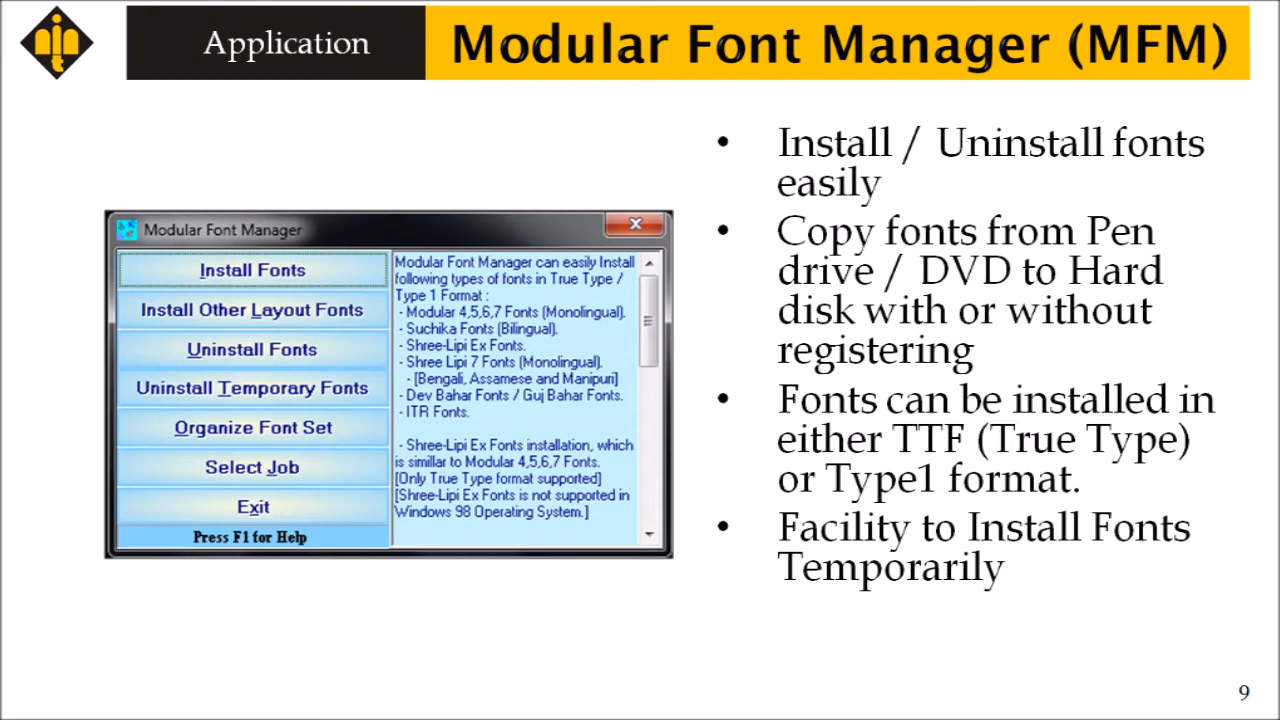 Application
Modular Font Manager (MFM)
Modular Font Manager
Install Fonts
Install Other Layout Fonts
Uninstall Fonts
Uninstall Temporary Fonts
Organize Font Set
Select Job
Exit
Press F1 for Help
Modular Font Manager can easily Install
following types of fonts in True Type /
Type 1 Format :
- Modular 4,5,6,7 Fonts (Monolingual).
- Suchika Fonts (Bilingual).
- Shree-Lipi Ex Fonts.
- Shree Lipi 7 Fonts (Monolingual).
- [Bengali, Assamese and Manipuri]
- Dev Bahar Fonts / Guj Bahar Fonts.
- ITR Fonts.
- Shree-Lipi Ex Fonts installation, which
is simillar to Modular 4,5,6,7 Fonts.
[Only True Type format supported]
[Shree-Lipi Ex Fonts is not supported in
Windows 98 Operating System.]
• Install / Uninstall fonts
easily
• Copy fonts from Pen
drive / DVD to Hard
disk with or without
registering
• Fonts can be installed in
either TTF (True Type)
or Type1 format.
• Facility to Install Fonts
Temporarily
9